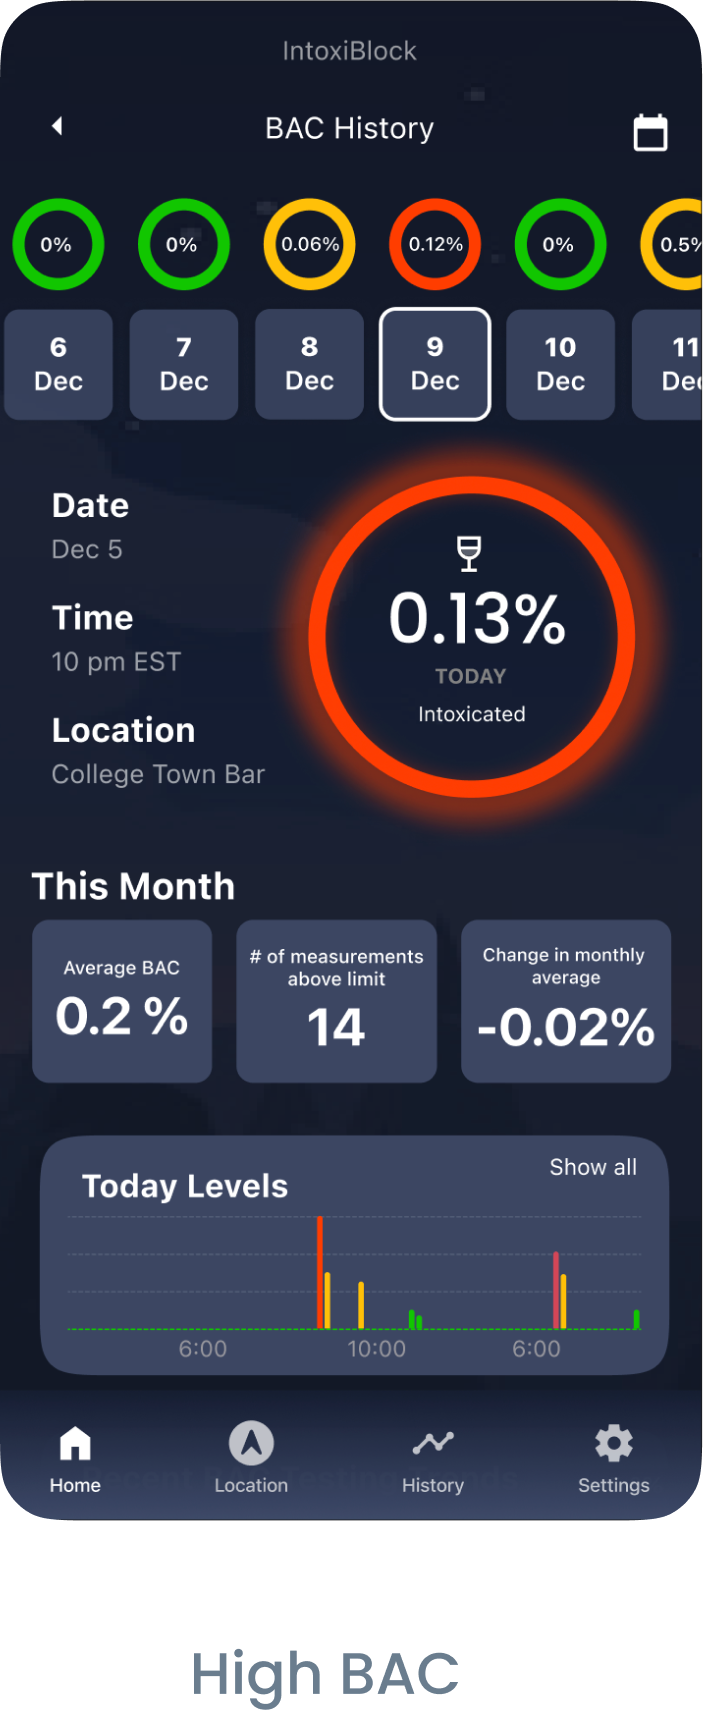 IntoxiBlock
BAC History
0% 0% 0.06% 0.12% 0% 0.5%
6 7 8 9 10 11
Dec Dec Dec Dec Dec Dec
Date
Dec 5
Time
10 pm EST
Location
College Town Bar
0.13%
TODAY
Intoxicated
This Month
Average BAC
0.2 %
# of measurements
above limit
14
Change in monthly
average
-0.02%
Today Levels
Show all
6:00 10:00 6:00
Home Location History Settings
High BAC